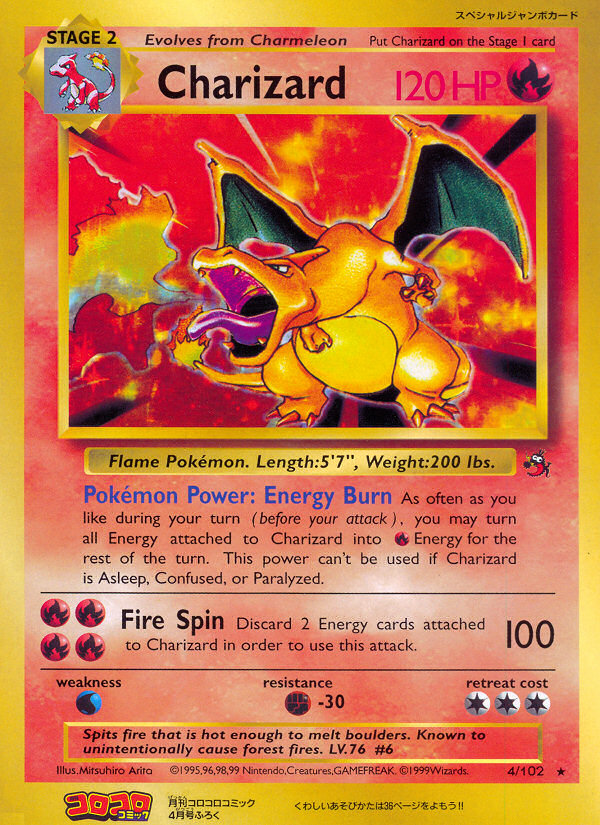 スペシャルジャンボカード
STAGE 2 Evolves from Charmeleon Put Charizard on the Stage 1 card
Charizard 120 HP
Flame Pokémon. Length:5'7", Weight:200 lbs.
Pokémon Power: Energy Burn As often as you
like during your turn (before your attack), you may turn
all Energy attached to Charizard into Energy for the
rest of the turn. This power can't be used if Charizard
is Asleep, Confused, or Paralyzed.
Fire Spin Discard 2 Energy cards attached
to Charizard in order to use this attack. 100
weakness resistance retreat cost
-30
Spits fire that is hot enough to melt boulders. Known to
unintentionally cause forest fires. LV.76 #6
Illus. Mitsuhiro Arita ©1995,96,98,99 Nintendo,Creatures,GAMEFREAK. ©1999Wizards. 4/102 ★
コロコロ
コミック
月刊コロコロコミック
4月号ふろく
くわしいあそびかたは36ページをよもう!!